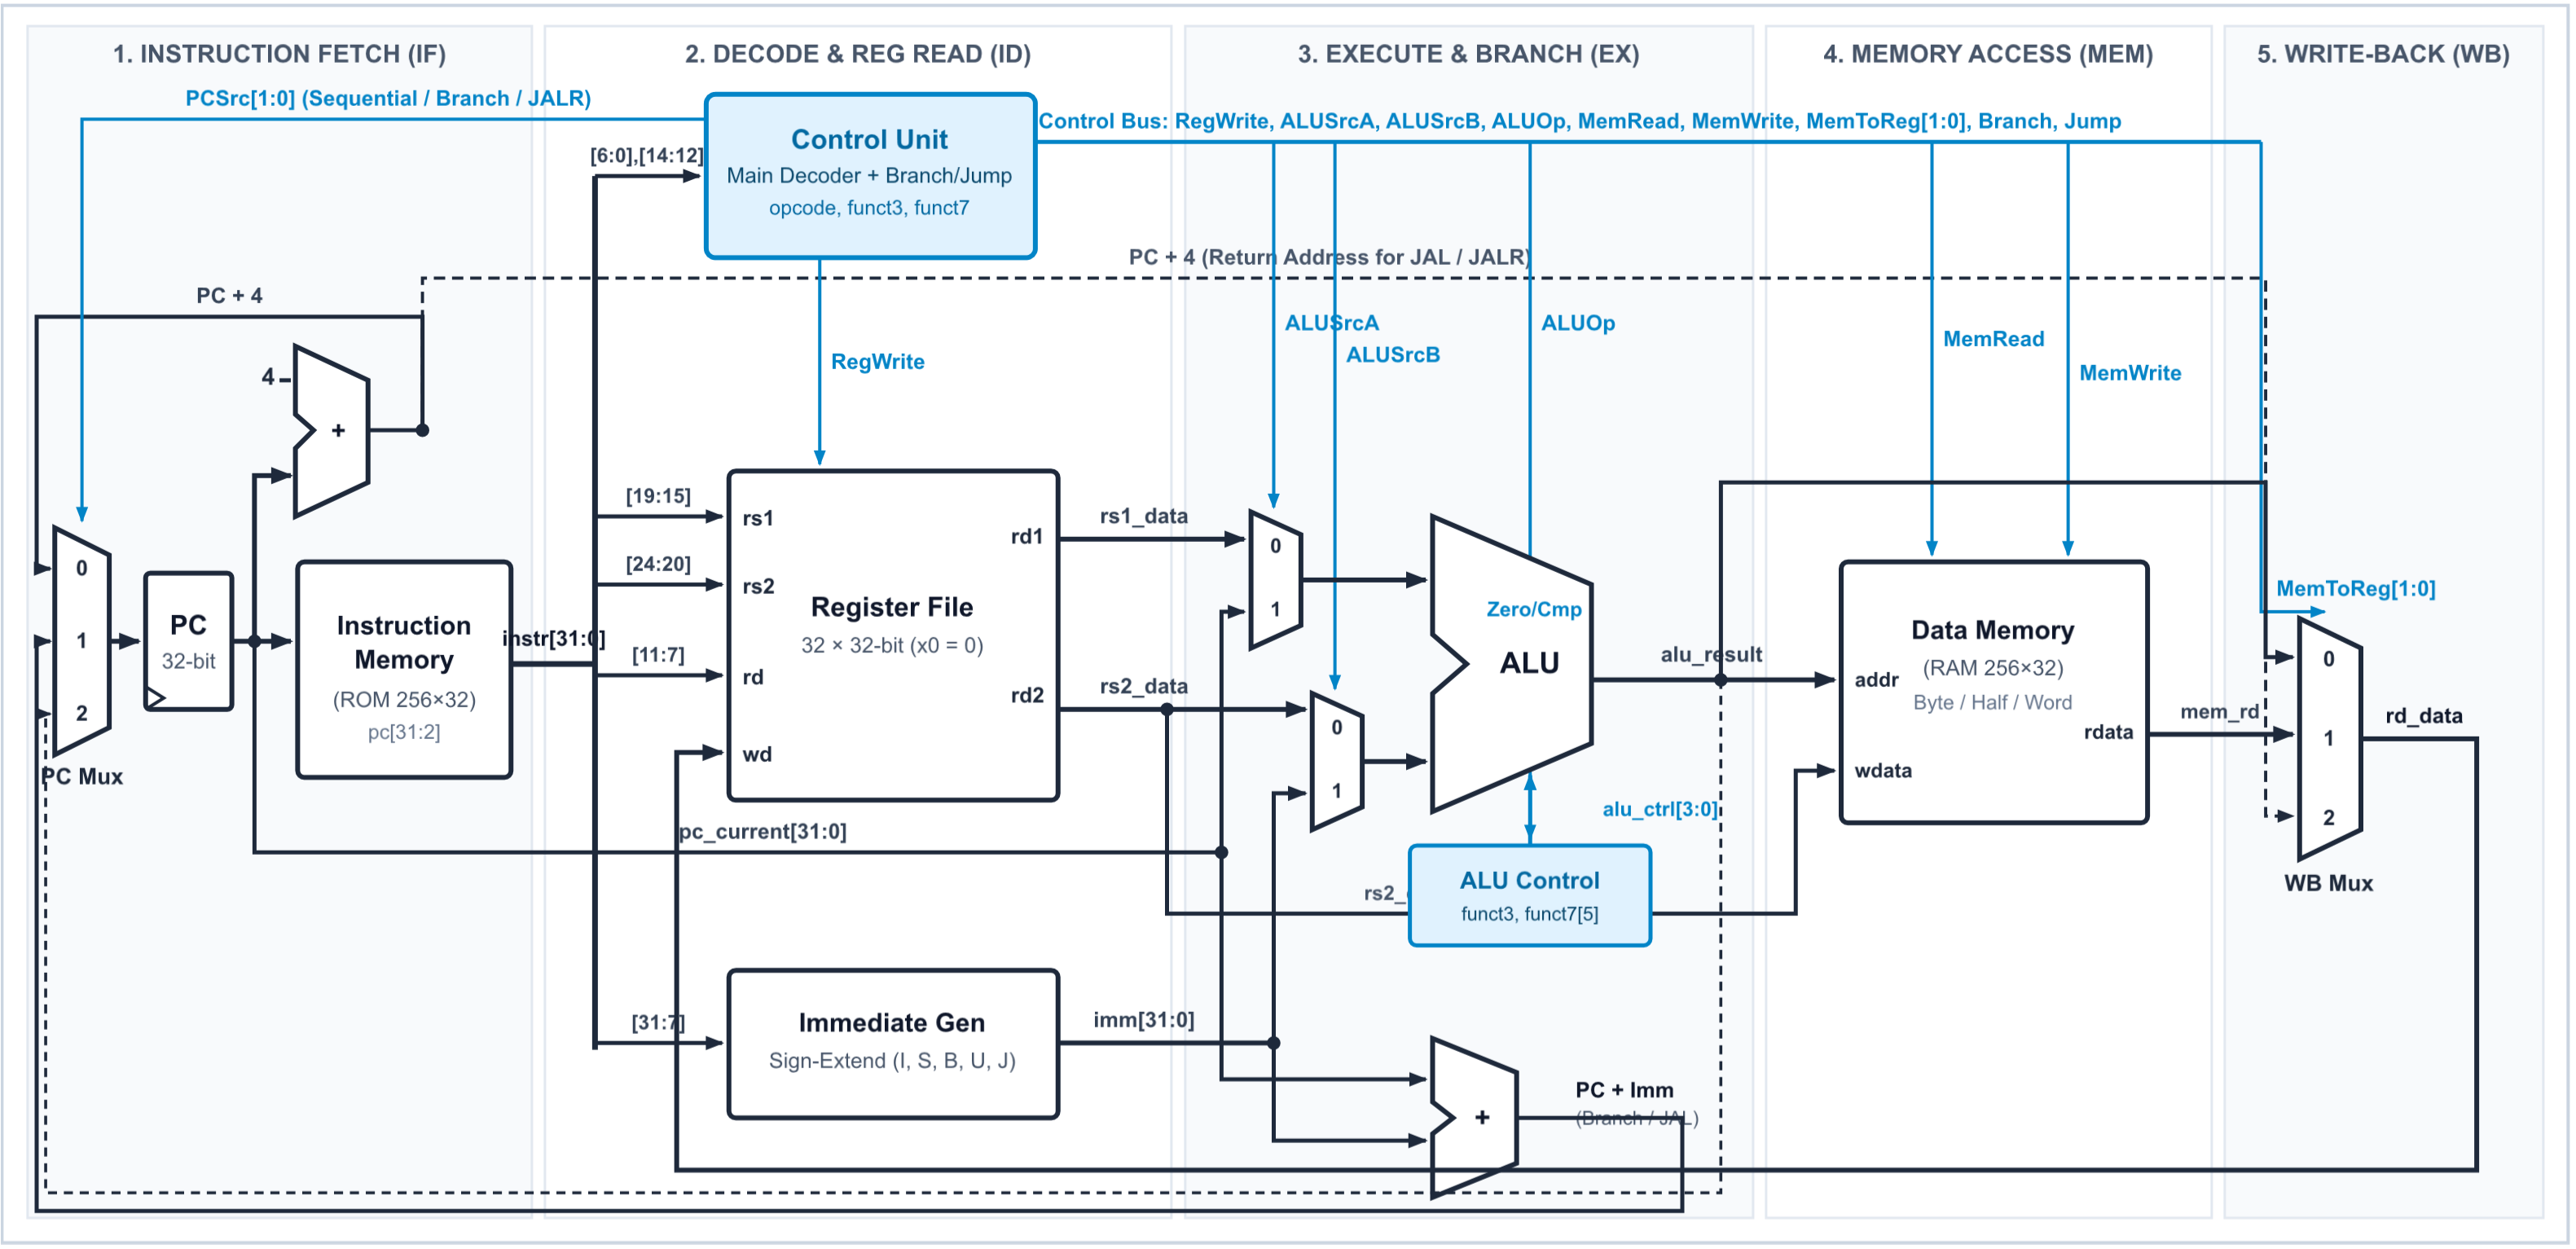 1. INSTRUCTION FETCH (IF)
2. DECODE & REG READ (ID)
3. EXECUTE & BRANCH (EX)
4. MEMORY ACCESS (MEM)
5. WRITE-BACK (WB)
PCSrc[1:0] (Sequential / Branch / JALR)
Control Bus: RegWrite, ALUSrcA, ALUSrcB, ALUOp, MemRead, MemWrite, MemToReg[1:0], Branch, Jump
[6:0],[14:12]
Control Unit
Main Decoder + Branch/Jump
opcode, funct3, funct7
PC + 4 (Return Address for JAL / JALR)
PC + 4
4
+
RegWrite
ALUSrcA
ALUSrcB
ALUOp
MemRead
MemWrite
0
1
2
PC Mux
PC
32-bit
Instruction
Memory
(ROM 256×32)
pc[31:2]
instr[31:0]
[19:15]
[24:20]
[11:7]
rs1
rs2
rd
wd
Register File
32 × 32-bit (x0 = 0)
rd1
rd2
rs1_data
rs2_data
0
1
0
1
Zero/Cmp
ALU
alu_result
alu_ctrl[3:0]
addr
wdata
Data Memory
(RAM 256×32)
Byte / Half / Word
rdata
mem_rd
MemToReg[1:0]
0
1
2
WB Mux
rd_data
pc_current[31:0]
rs2_
ALU Control
funct3, funct7[5]
[31:7]
Immediate Gen
Sign-Extend (I, S, B, U, J)
imm[31:0]
+
PC + Imm
(Branch / JAL)